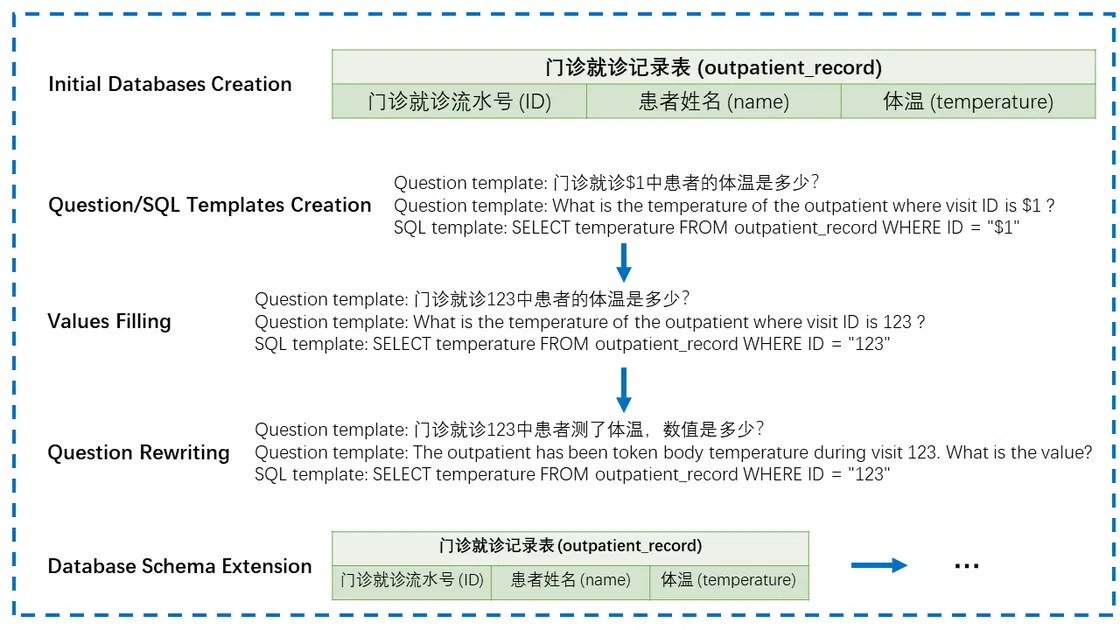 Initial Databases Creation
门诊就诊记录表 (outpatient_record)
门诊就诊流水号 (ID)
患者姓名 (name)
体温 (temperature)
Question/SQL Templates Creation
Question template: 门诊就诊$1中患者的体温是多少?
Question template: What is the temperature of the outpatient where visit ID is $1 ?
SQL template: SELECT temperature FROM outpatient_record WHERE ID = "$1"
Values Filling
Question template: 门诊就诊123中患者的体温是多少?
Question template: What is the temperature of the outpatient where visit ID is 123 ?
SQL template: SELECT temperature FROM outpatient_record WHERE ID = "123"
Question Rewriting
Question template: 门诊就诊123中患者测了体温，数值是多少?
Question template: The outpatient has been token body temperature during visit 123. What is the value?
SQL template: SELECT temperature FROM outpatient_record WHERE ID = "123"
Database Schema Extension
门诊就诊记录表 (outpatient_record)
门诊就诊流水号 (ID)
患者姓名 (name)
体温 (temperature)
...